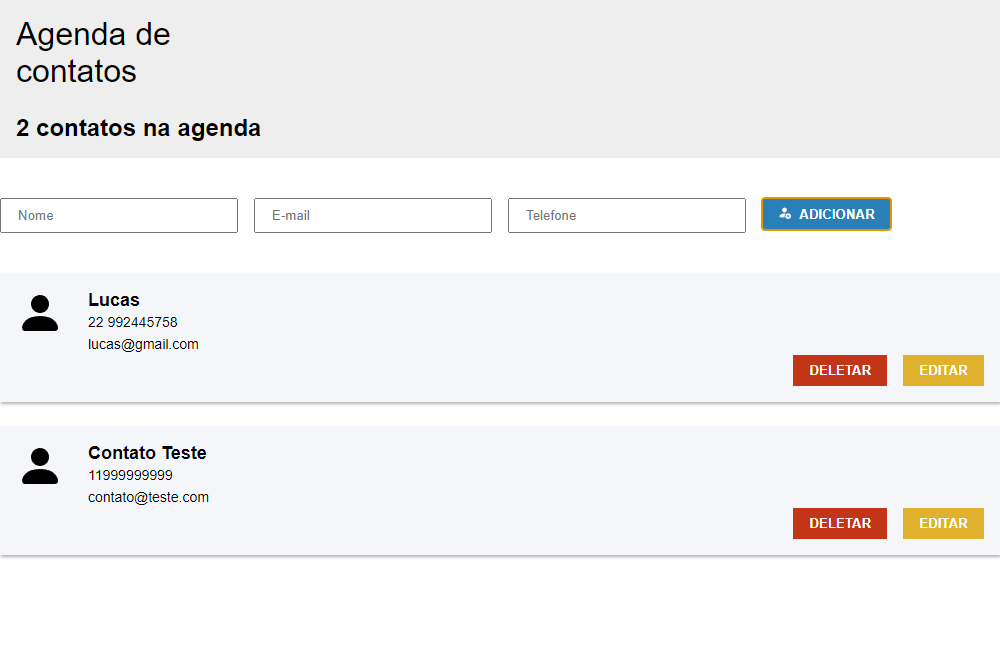 Agenda de
contatos
2 contatos na agenda
Nome E-mail Telefone ADICIONAR
Lucas
22 992445758
lucas@gmail.com
DELETAR EDITAR
Contato Teste
11999999999
contato@teste.com
DELETAR EDITAR